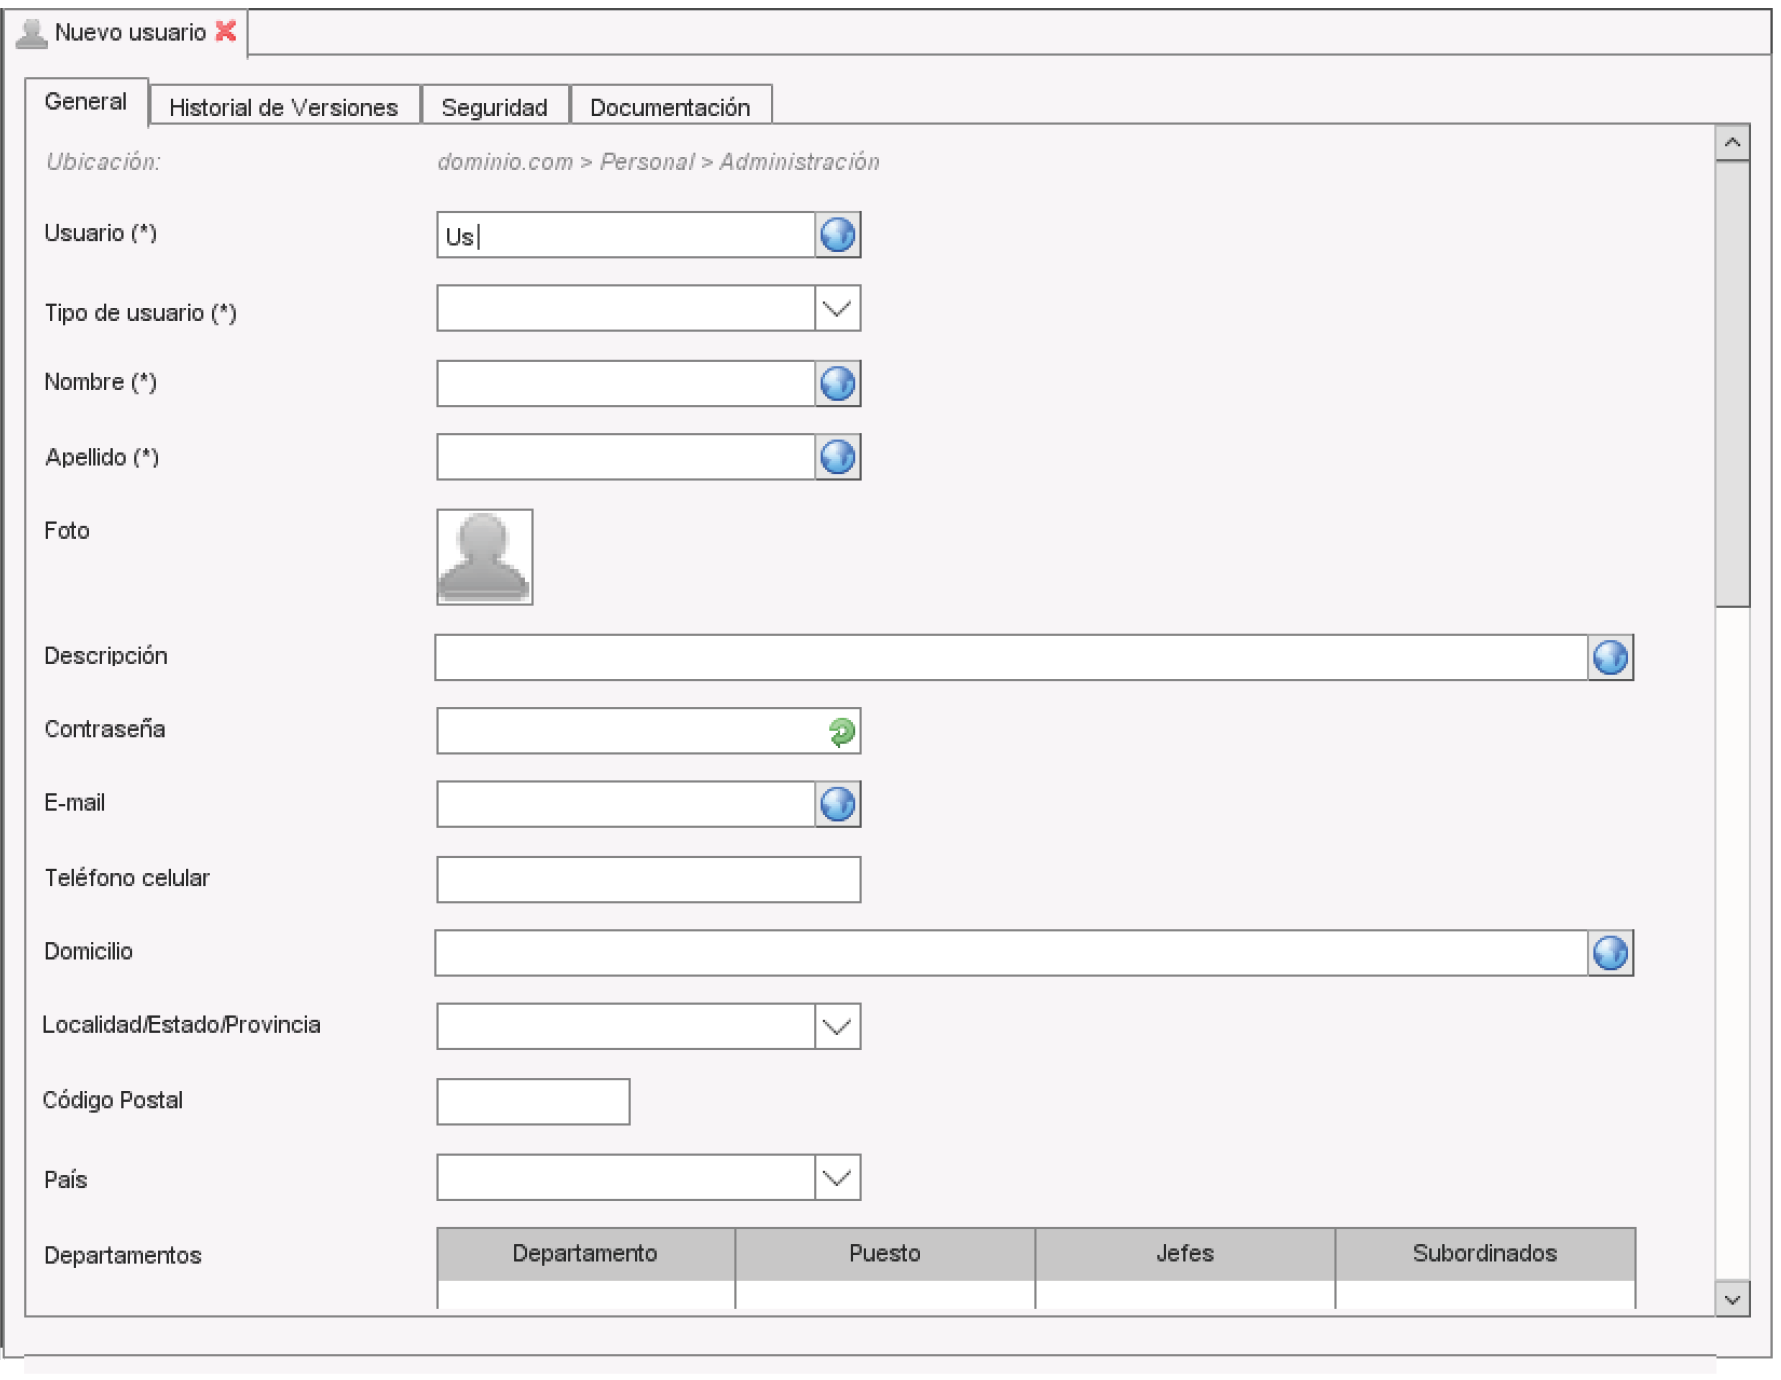 Nuevo usuario
General Historial de Versiones Seguridad Documentación
Ubicación: dominio.com > Personal > Administración
Usuario (*) Us
Tipo de usuario (*)
Nombre (*)
Apellido (*)
Foto
Descripción
Contraseña
E-mail
Teléfono celular
Domicilio
Localidad/Estado/Provincia
Código Postal
País
Departamentos Departamento Puesto Jefes Subordinados